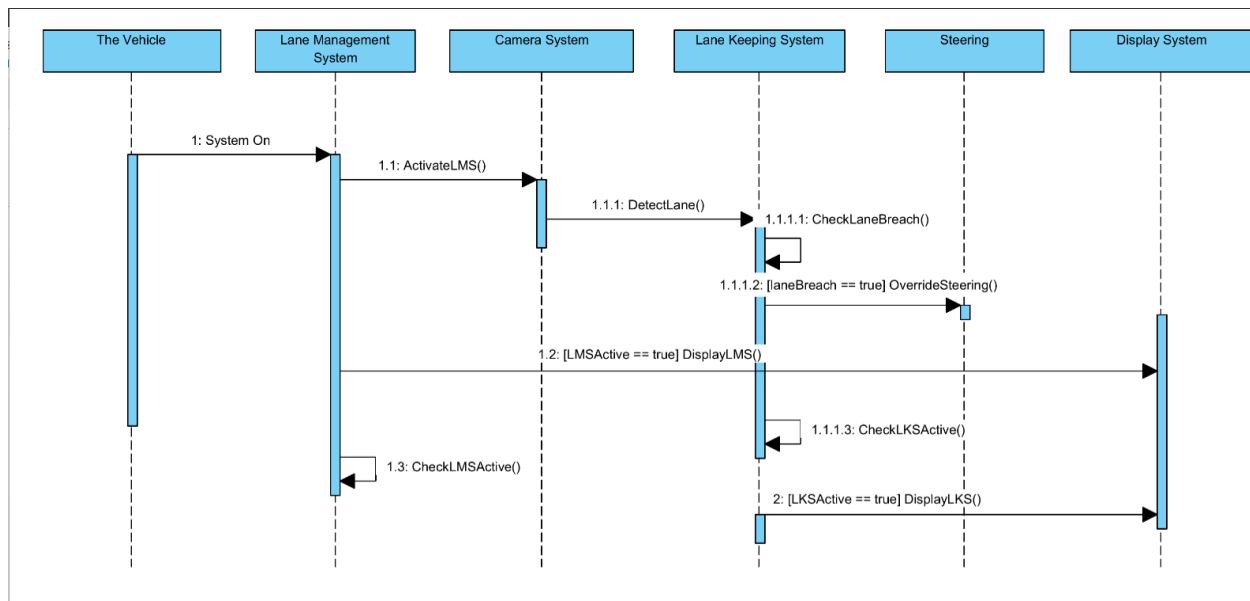 The Vehicle
Lane Management
System
Camera System
Lane Keeping System
Steering
Display System
1: System On
1.1: ActivateLMS()
1.1.1: DetectLane()
1.1.1.1: CheckLaneBreach()
1.1.1.2: [laneBreach == true] OverrideSteering()
1.2: [LMSActive == true] DisplayLMS()
1.1.1.3: CheckLKSActive()
1.3: CheckLMSActive()
2: [LKSActive == true] DisplayLKS()